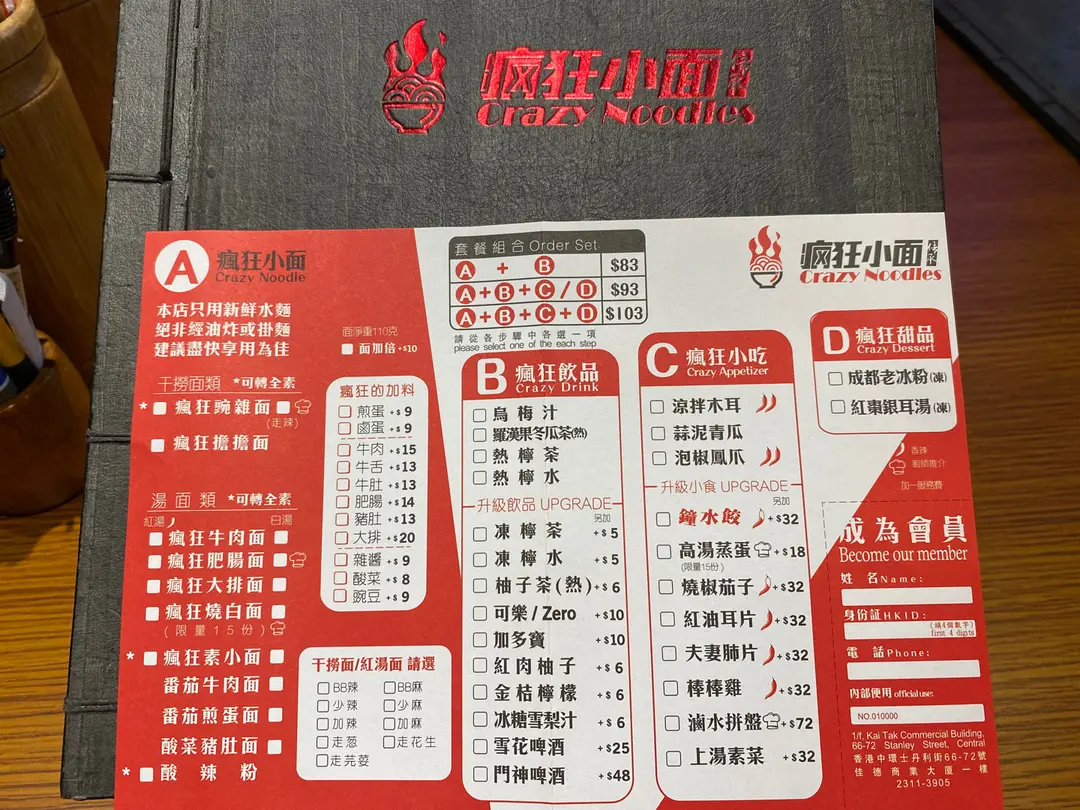 瘋狂小面
Crazy Noodles
A 瘋狂小面
Crazy Noodle
本店只用新鮮水麵
絕非經油炸或掛麵
建議盡快享用為佳
面淨重110克
面加倍 +$10
干撈面類 *可轉全素
* 瘋狂豌雜面
(走辣)
瘋狂擔擔面
湯面類 *可轉全素
紅湯 白湯
瘋狂牛肉面
瘋狂肥腸面
瘋狂大排面
瘋狂燒白面
(限量15份)
* 瘋狂素小面
番茄牛肉面
番茄煎蛋面
酸菜豬肚面
* 酸辣粉
瘋狂的加料
煎蛋 +$ 9
鹵蛋 +$ 9
牛肉 +$15
牛舌 +$13
牛肚 +$13
肥腸 +$14
豬肚 +$13
大排 +$20
雜醬 +$ 9
酸菜 +$ 8
豌豆 +$ 9
干撈面/紅湯面 請選
BB辣 BB麻
少辣 少麻
加辣 加麻
走葱 走花生
走芫荽
套餐組合 Order Set
A + B $83
A+B+C/D $93
A+B+C+D $103
請從各步驟中各選一項
please select one of the each step
B 瘋狂飲品
Crazy Drink
烏梅汁
羅漢果冬瓜茶(熱)
熱檸茶
熱檸水
升級飲品 UPGRADE
另加
凍檸茶 +$ 5
凍檸水 +$ 5
柚子茶(熱) +$ 6
可樂/Zero +$10
加多寶 +$10
紅肉柚子 +$ 6
金桔檸檬 +$ 6
冰糖雪梨汁 +$ 6
雪花啤酒 +$25
門神啤酒 +$48
C 瘋狂小吃
Crazy Appetizer
涼拌木耳
蒜泥青瓜
泡椒鳳爪
升級小食 UPGRADE
另加
鐘水餃 +$32
高湯蒸蛋 +$18
(限量15份)
燒椒茄子 +$32
紅油耳片 +$32
夫妻肺片 +$32
棒棒雞 +$32
滷水拼盤 +$72
上湯素菜 +$32
瘋狂小面
Crazy Noodles
D 瘋狂甜品
Crazy Dessert
成都老冰粉(凍)
紅棗銀耳湯(凍)
香辣
廚師推介
加一服務費
成為會員
Become our member
姓 名Name:
身份証HKID:
(頭4個數字)
first 4 digits
電 話Phone:
內部使用 official use:
NO.010000
1/f, Kai Tak Commercial Building,
66-72 Stanley Street, Central
香港中環士丹利街66-72號
佳德商業大厦一樓
2311-3905